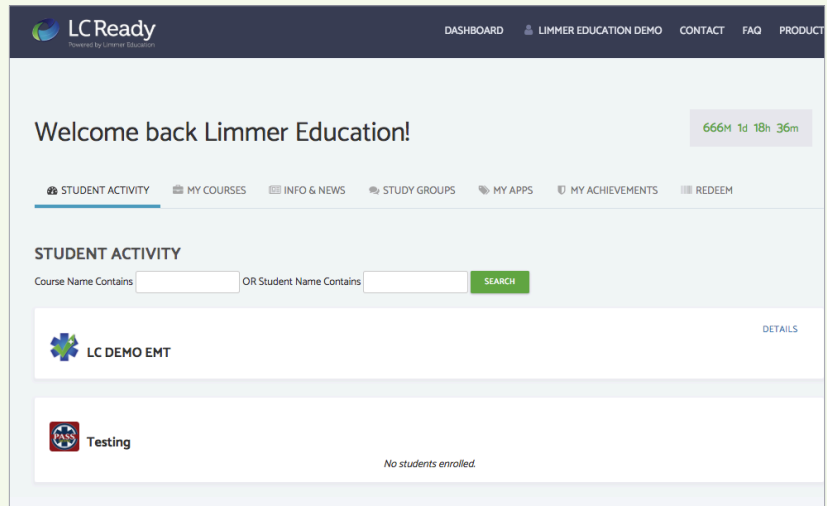 LC Ready
Powered by Limmer Education
DASHBOARD LIMMER EDUCATION DEMO CONTACT FAQ PRODUCT
Welcome back Limmer Education!
666M 1d 18h 36m
STUDENT ACTIVITY MY COURSES INFO & NEWS STUDY GROUPS MY APPS MY ACHIEVEMENTS REDEEM
STUDENT ACTIVITY
Course Name Contains OR Student Name Contains SEARCH
DETAILS
LC DEMO EMT
PASS
Testing
No students enrolled.